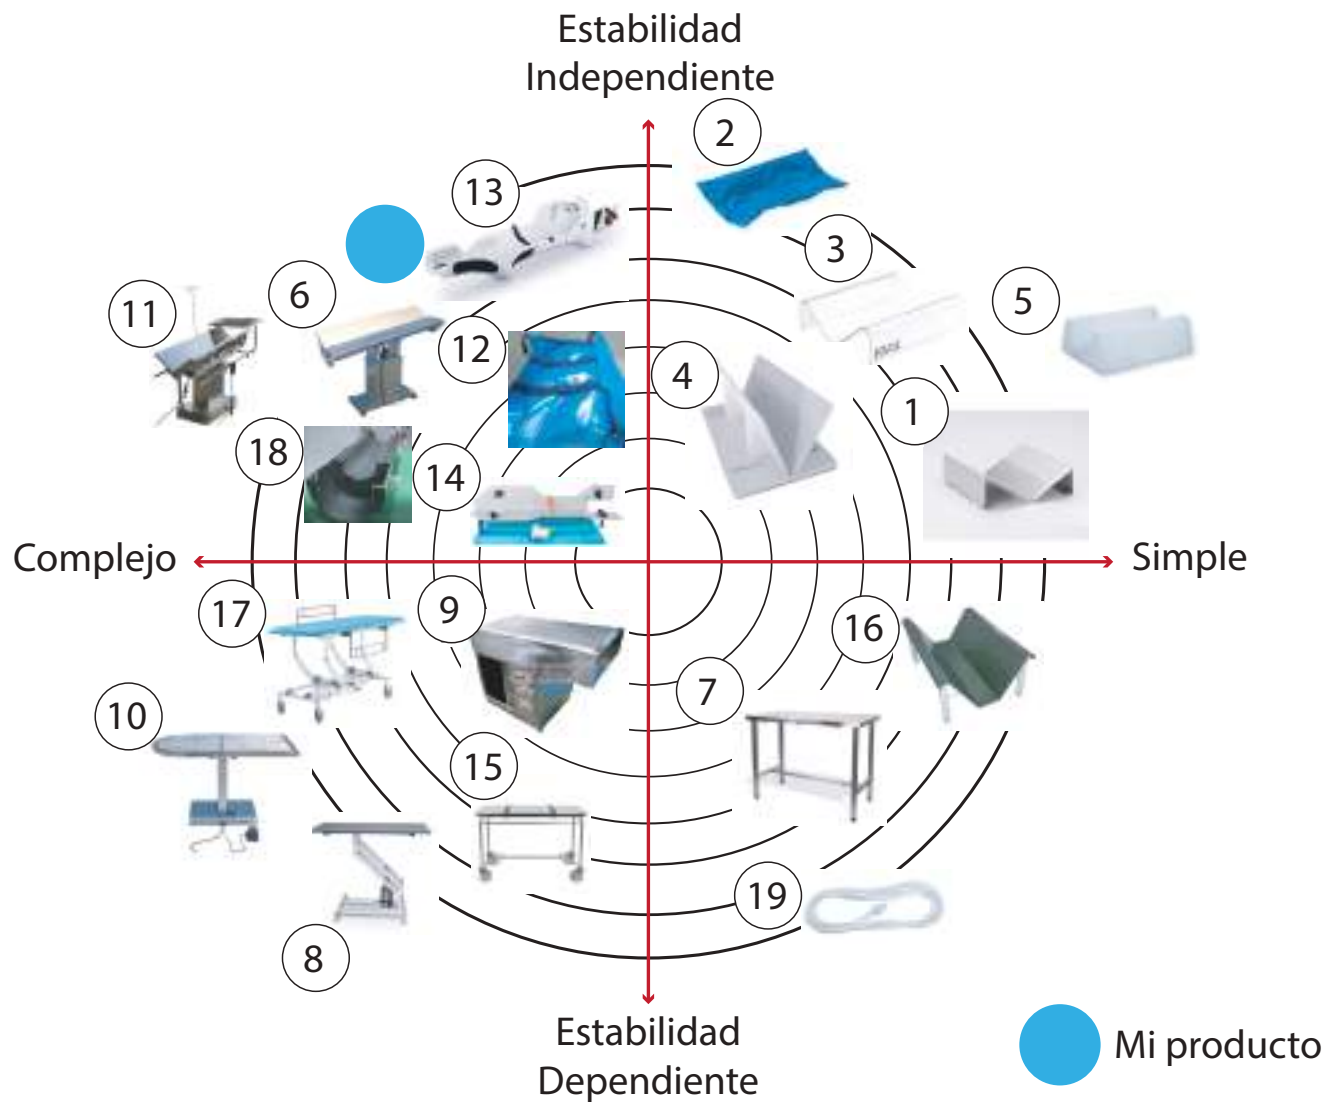 Estabilidad
Independiente
2
13
3
5
6
11
12
4
1
18
14
Complejo
Simple
17
9
16
7
10
15
19
8
Estabilidad
Dependiente
Mi producto